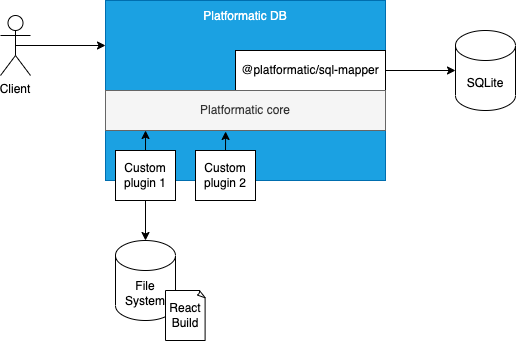 Platformatic DB
@platformatic/sql-mapper
Client
SQLite
Platformatic core
Custom
plugin 1
Custom
plugin 2
File
System
React
Build